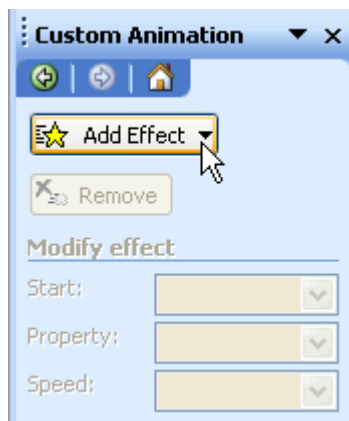 Custom Animation
Add Effect
Remove
Modify effect
Start:
Property:
Speed: